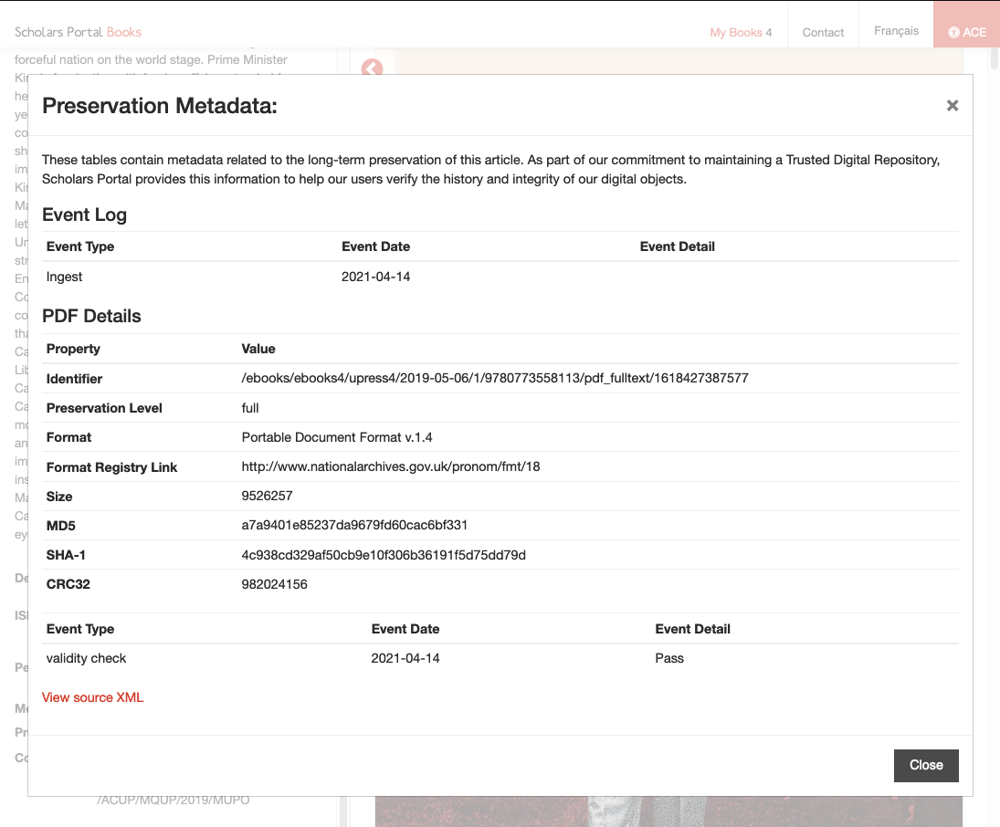 Scholars Portal Books
My Books 4
Contact
Français
ACE
forceful nation on the world stage. Prime Minister
Preservation Metadata:
×
These tables contain metadata related to the long-term preservation of this article. As part of our commitment to maintaining a Trusted Digital Repository,
Scholars Portal provides this information to help our users verify the history and integrity of our digital objects.
Event Log
Event Type Event Date Event Detail
Ingest 2021-04-14
PDF Details
Property Value
Identifier /ebooks/ebooks4/upress4/2019-05-06/1/9780773558113/pdf_fulltext/1618427387577
Preservation Level full
Format Portable Document Format v.1.4
Format Registry Link http://www.nationalarchives.gov.uk/pronom/fmt/18
Size 9526257
MD5 a7a9401e85237da9679fd60cac6bf331
SHA-1 4c938cd329af50cb9e10f306b36191f5d75dd79d
CRC32 982024156
Event Type Event Date Event Detail
validity check 2021-04-14 Pass
View source XML
Close
/ACUP/MQUP/2019/MUPO